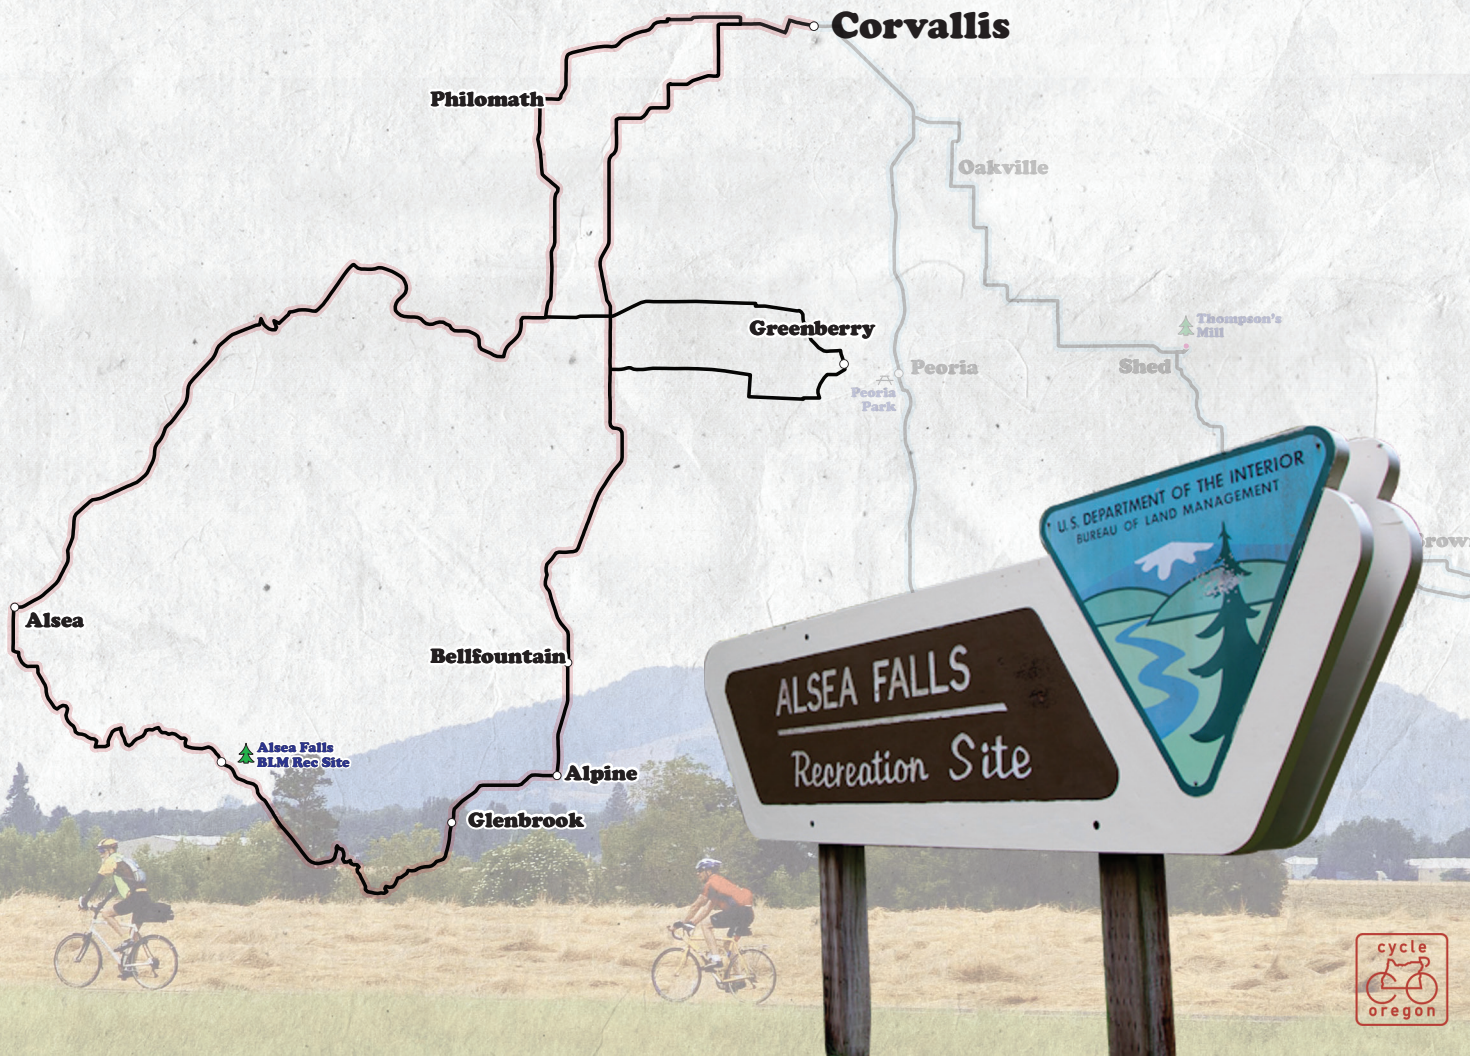 Corvallis
Philomath
Oakville
Thompson's
Mill
Greenberry
Peoria
Shed
Peoria
Park
U.S. DEPARTMENT OF THE INTERIOR
BUREAU OF LAND MANAGEMENT
Alsea
Bellfountain
ALSEA FALLS
Recreation Site
Alsea Falls
BLM Rec Site
Alpine
Glenbrook
cycle
oregon